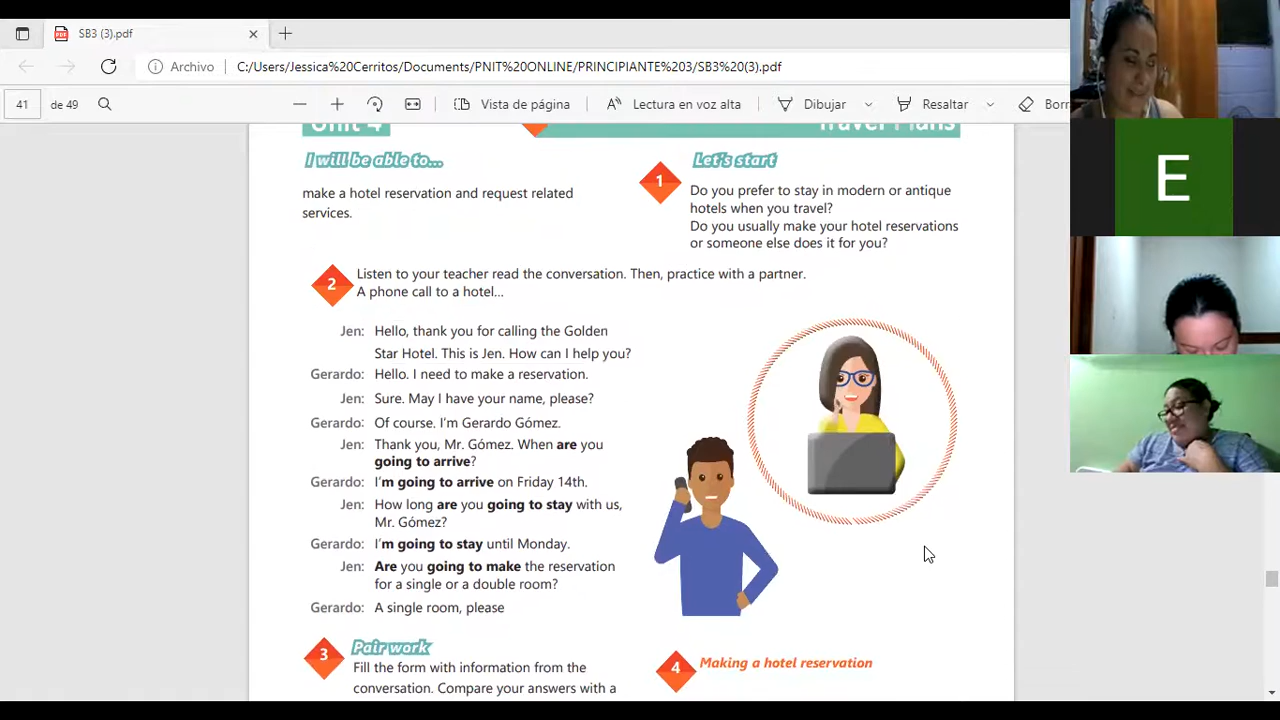 SB3 (3).pdf
Archivo
C:/Users/Jessica%20Cerritos/Documents/PNIT%20ONLINE/PRINCIPIANTE%203/SB3%20(3).pdf
41
de 49
Vista de página
Lectura en voz alta
Dibujar
Resaltar
Borr
Unit 4
Travel Plans
I will be able to...
make a hotel reservation and request related
services.
1
Let's start
Do you prefer to stay in modern or antique
hotels when you travel?
Do you usually make your hotel reservations
or someone else does it for you?
2
Listen to your teacher read the conversation. Then, practice with a partner.
A phone call to a hotel...
Jen: Hello, thank you for calling the Golden
Star Hotel. This is Jen. How can I help you?
Gerardo: Hello. I need to make a reservation.
Jen: Sure. May I have your name, please?
Gerardo: Of course. I'm Gerardo Gómez.
Jen: Thank you, Mr. Gómez. When are you
going to arrive?
Gerardo: I'm going to arrive on Friday 14th.
Jen: How long are you going to stay with us,
Mr. Gómez?
Gerardo: I'm going to stay until Monday.
Jen: Are you going to make the reservation
for a single or a double room?
Gerardo: A single room, please
3
Pair work
Fill the form with information from the
conversation. Compare your answers with a
4
Making a hotel reservation
E